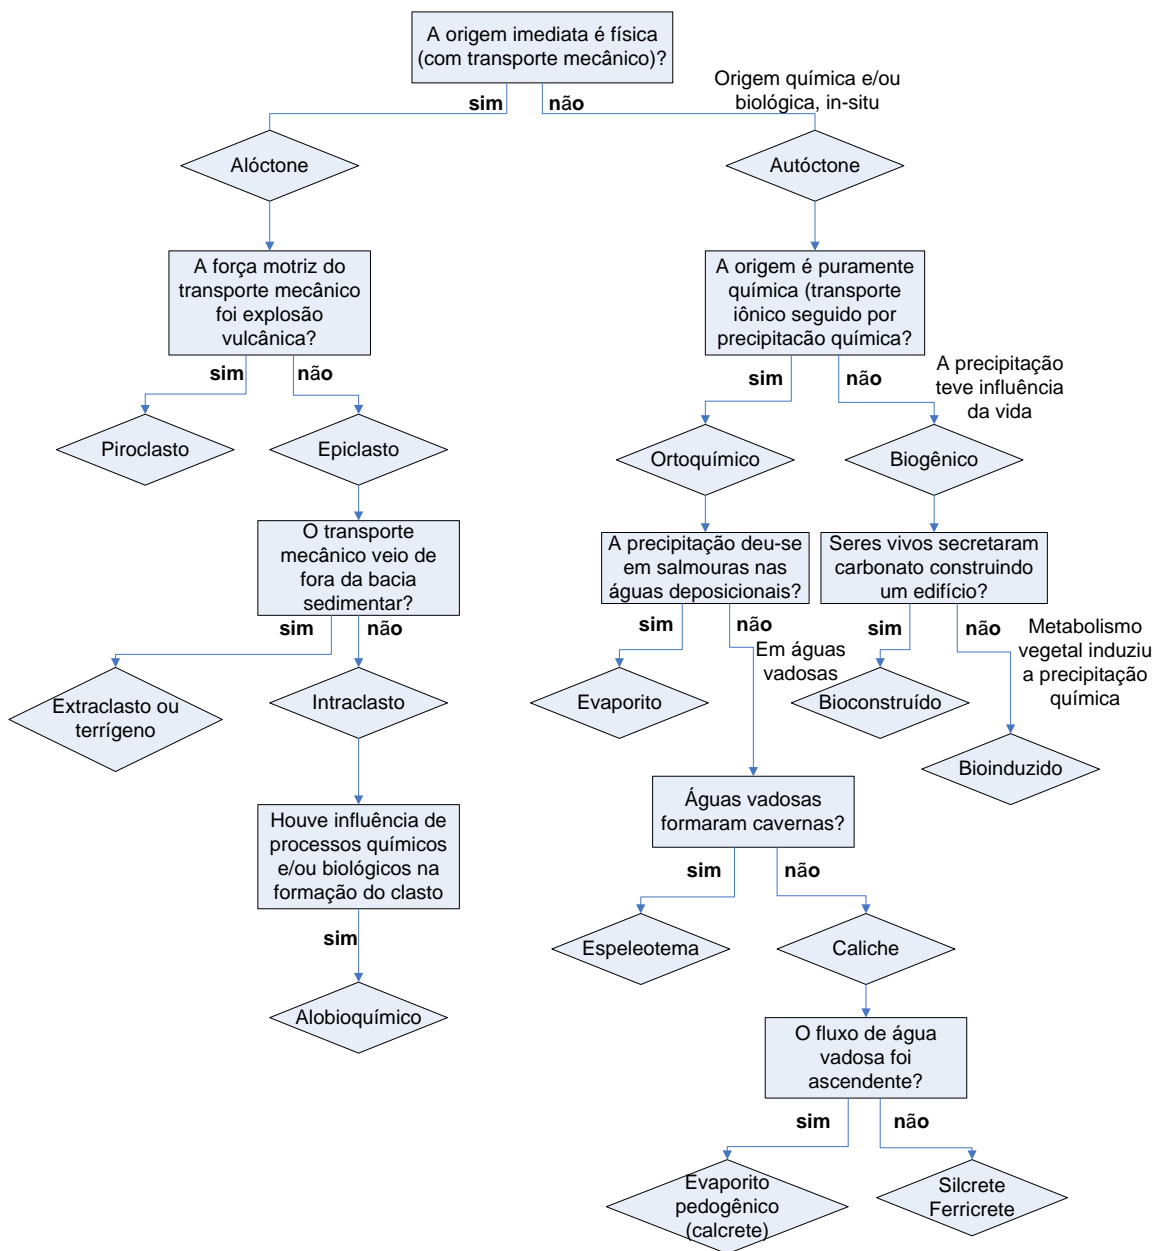 A origem imediata é física
(com transporte mecânico)?
sim
não
Origem química e/ou
biológica, in-situ
Alóctone
Autóctone
A força motriz do
transporte mecânico
foi explosão
vulcânica?
A origem é puramente
química (transporte
iônico seguido por
precipitacão química?
sim
não
sim
não
A precipitação
teve influência
da vida
Piroclasto
Epiclasto
Ortoquímico
Biogênico
O transporte
mecânico veio de
fora da bacia
sedimentar?
A precipitação deu-se
em salmouras nas
águas deposicionais?
Seres vivos secretaram
carbonato construindo
um edifício?
sim
não
sim
não
Em águas
vadosas
sim
não
Metabolismo
vegetal induziu
a precipitação
química
Extraclasto ou
terrígeno
Intraclasto
Evaporito
Bioconstruído
Bioinduzido
Houve influência de
processos químicos
e/ou biológicos na
formação do clasto
Águas vadosas
formaram cavernas?
sim
sim
não
Alobioquímico
Espeleotema
Caliche
O fluxo de água
vadosa foi
ascendente?
sim
não
Evaporito
pedogênico
(calcrete)
Silcrete
Ferricrete